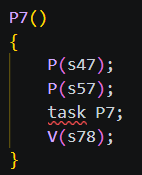 P7()
{
P(s47);
P(s57);
task P7;
V(s78);
}